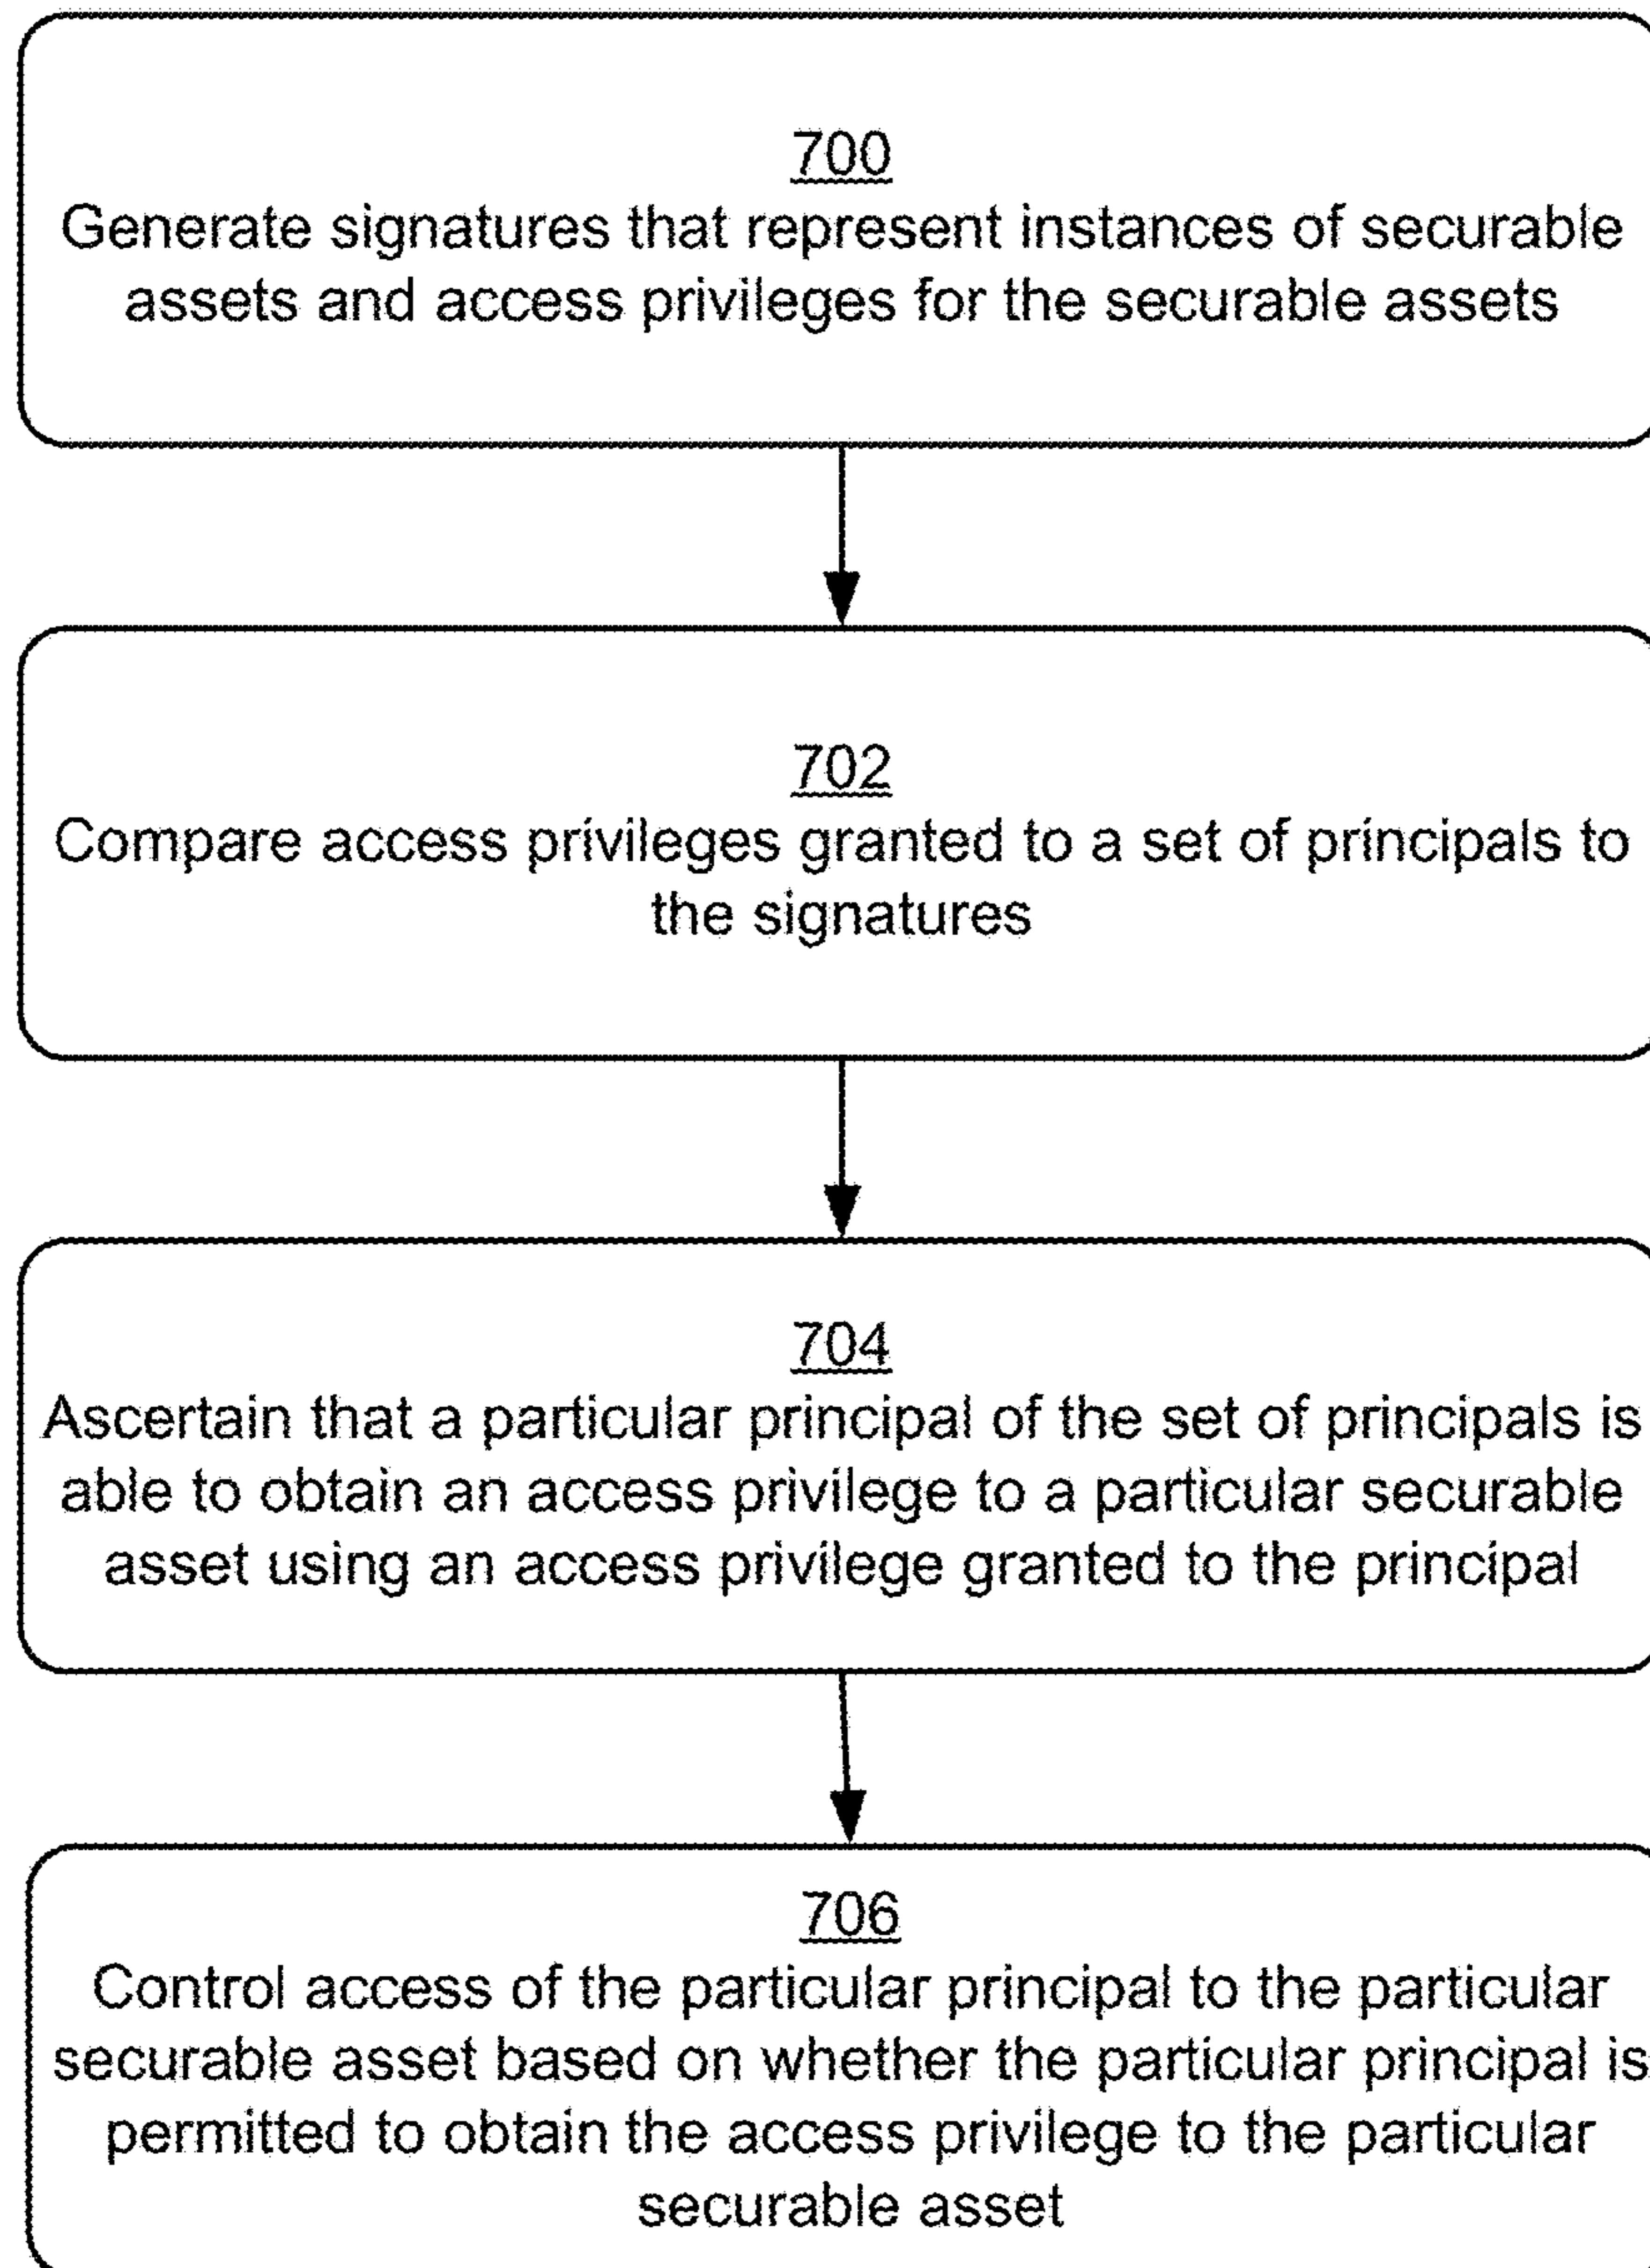 700
Generate signatures that represent instances of securable
assets and access privileges for the securable assets
702
Compare access privileges granted to a set of principals to
the signatures
704
Ascertain that a particular principal of the set of principals is
able to obtain an access privilege to a particular securable
asset using an access privilege granted to the principal
706
Control access of the particular principal to the particular
securable asset based on whether the particular principal is
permitted to obtain the access privilege to the particular
securable asset